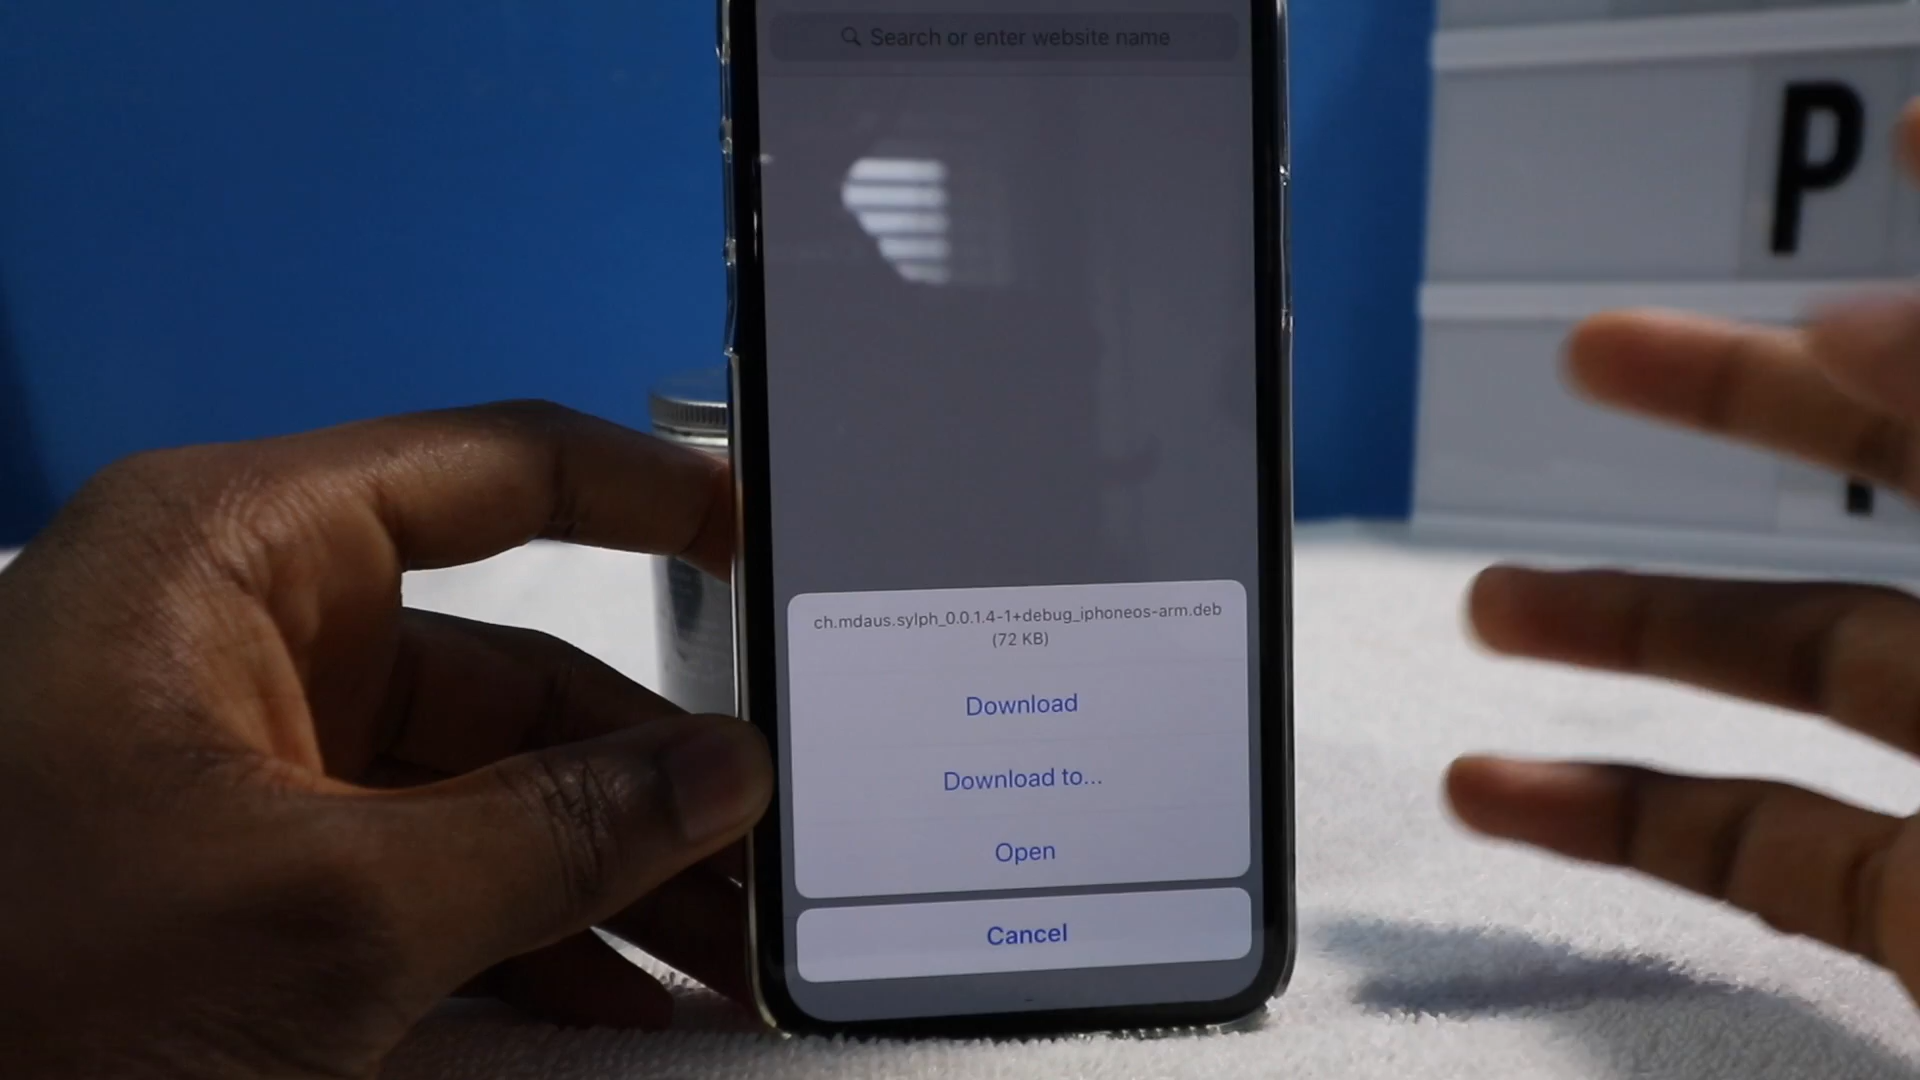 Search or enter website name
P
ch.mdaus.sylph_0.0.1.4-1+debug_iphoneos-arm.deb
(72 KB)
Download
Download to...
Open
Cancel